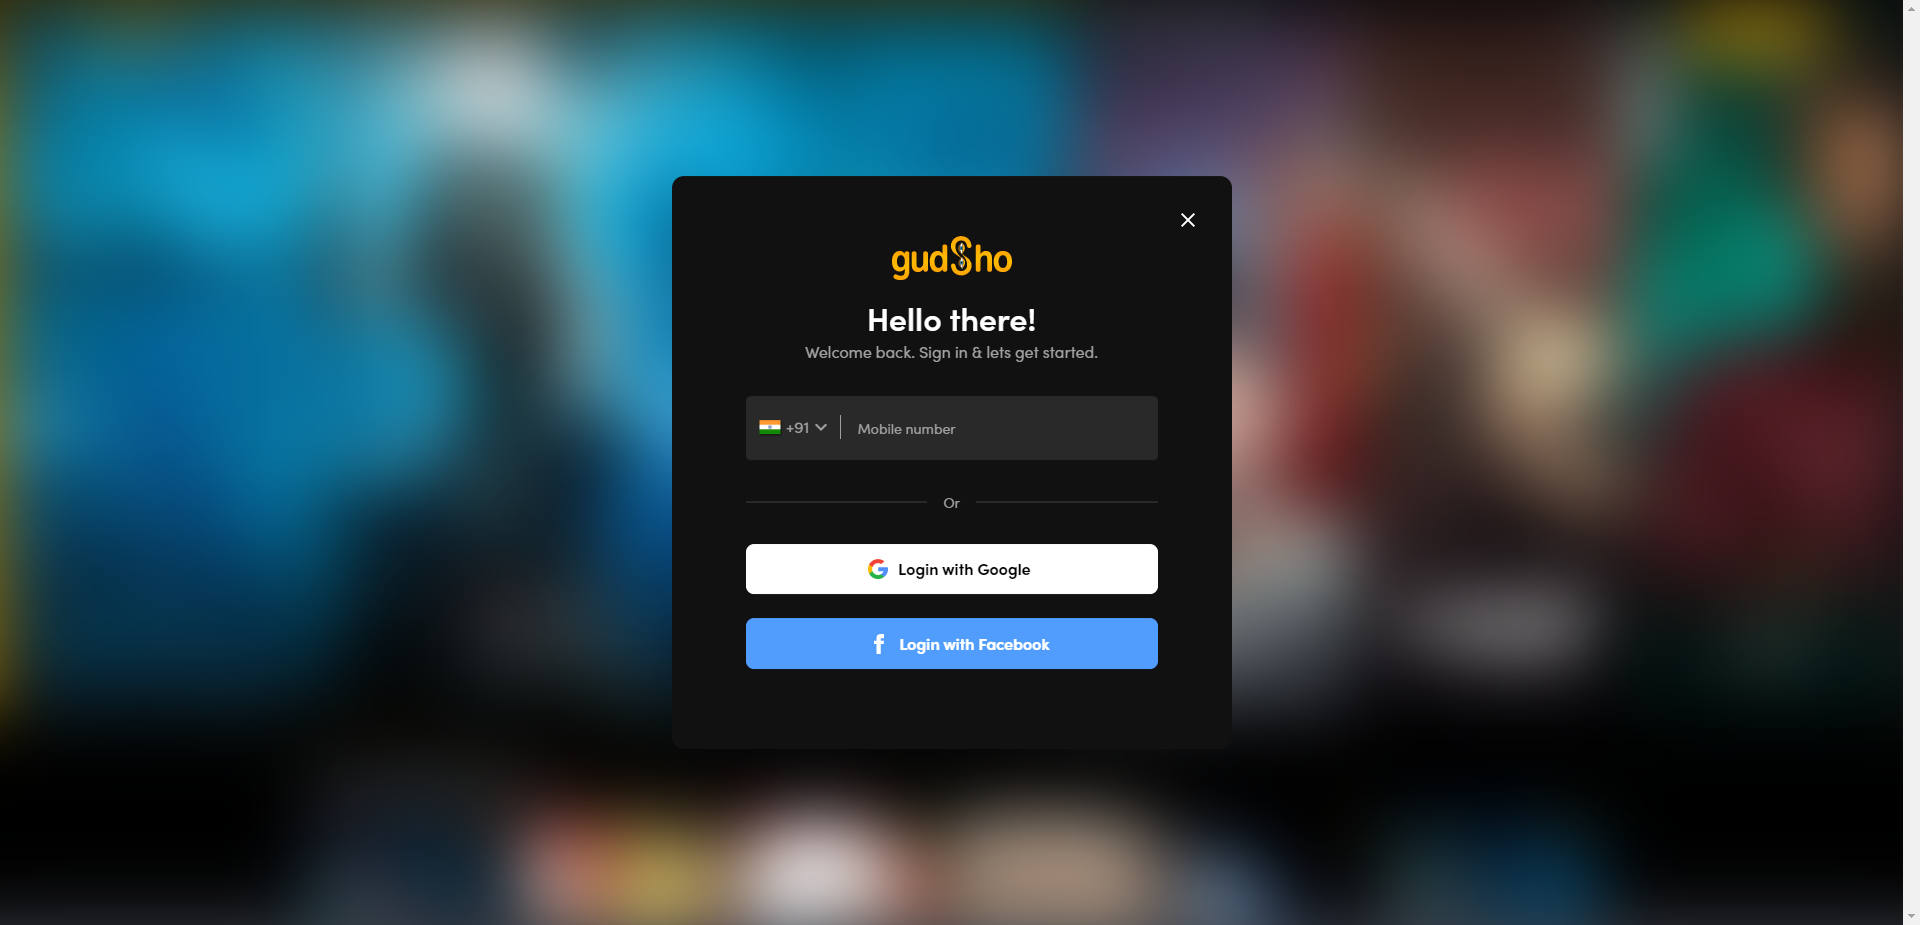 gudSho
Hello there!
Welcome back. Sign in & lets get started.
+91
Mobile number
Or
Login with Google
Login with Facebook